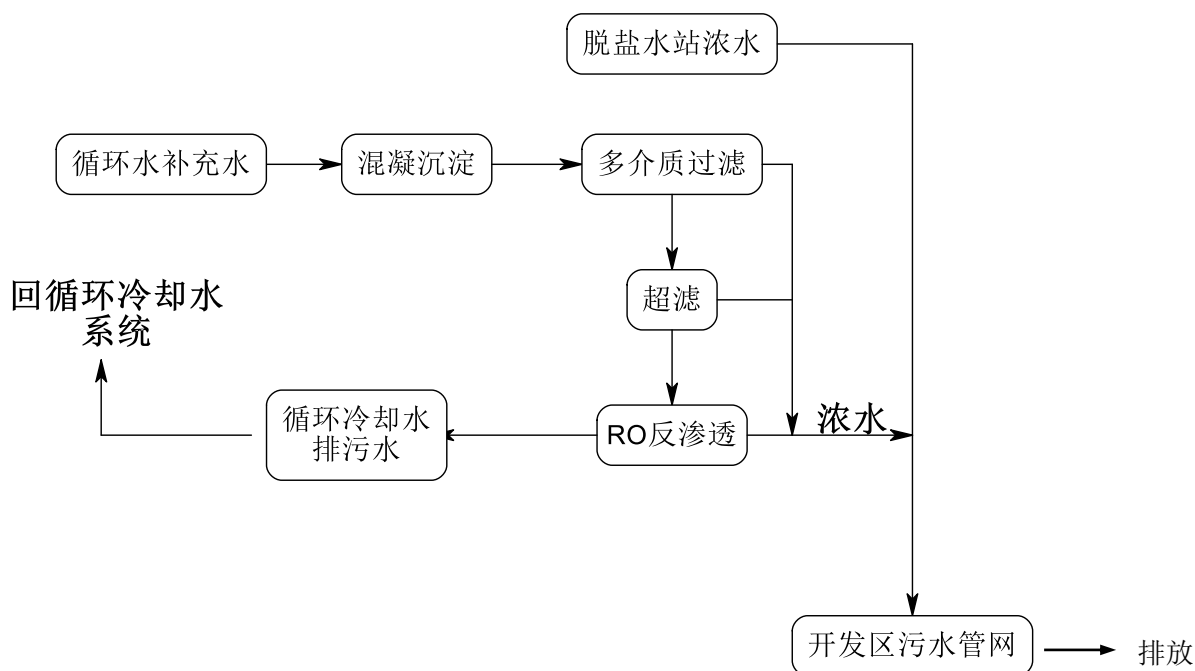 脱盐水站浓水
循环水补充水
混凝沉淀
多介质过滤
回循环冷却水
系统
超滤
循环冷却水
排污水
RO反渗透
浓水
开发区污水管网
排放